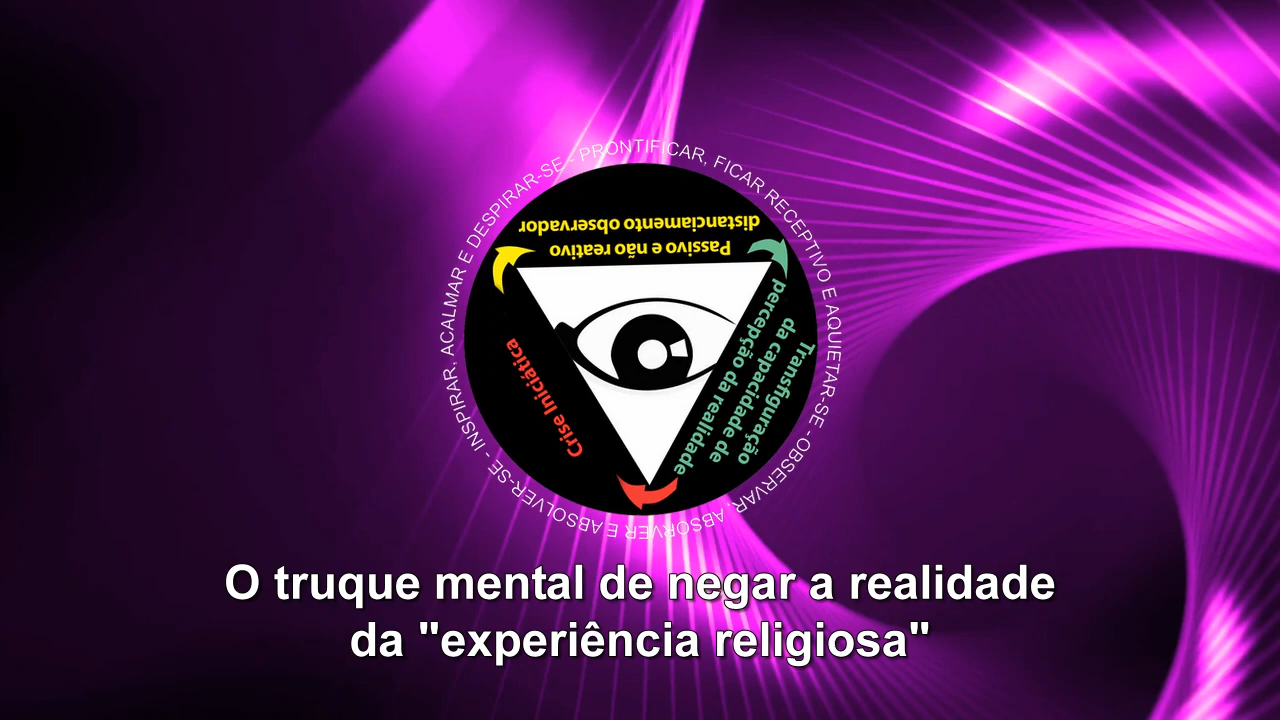 PRONTIFICAR, FICAR RECEPTIVO E AQUIETAR-SE - OBSERVAR, ABSORVER E ABSOLVER-SE - INSPIRAR, ACALMAR E DESPIRAR-SE -
Passivo e não reativo
distanciamento observador
Transfiguração
da capacidade de
percepção da realidade
Crise Iniciática
O truque mental de negar a realidade
da "experiência religiosa"